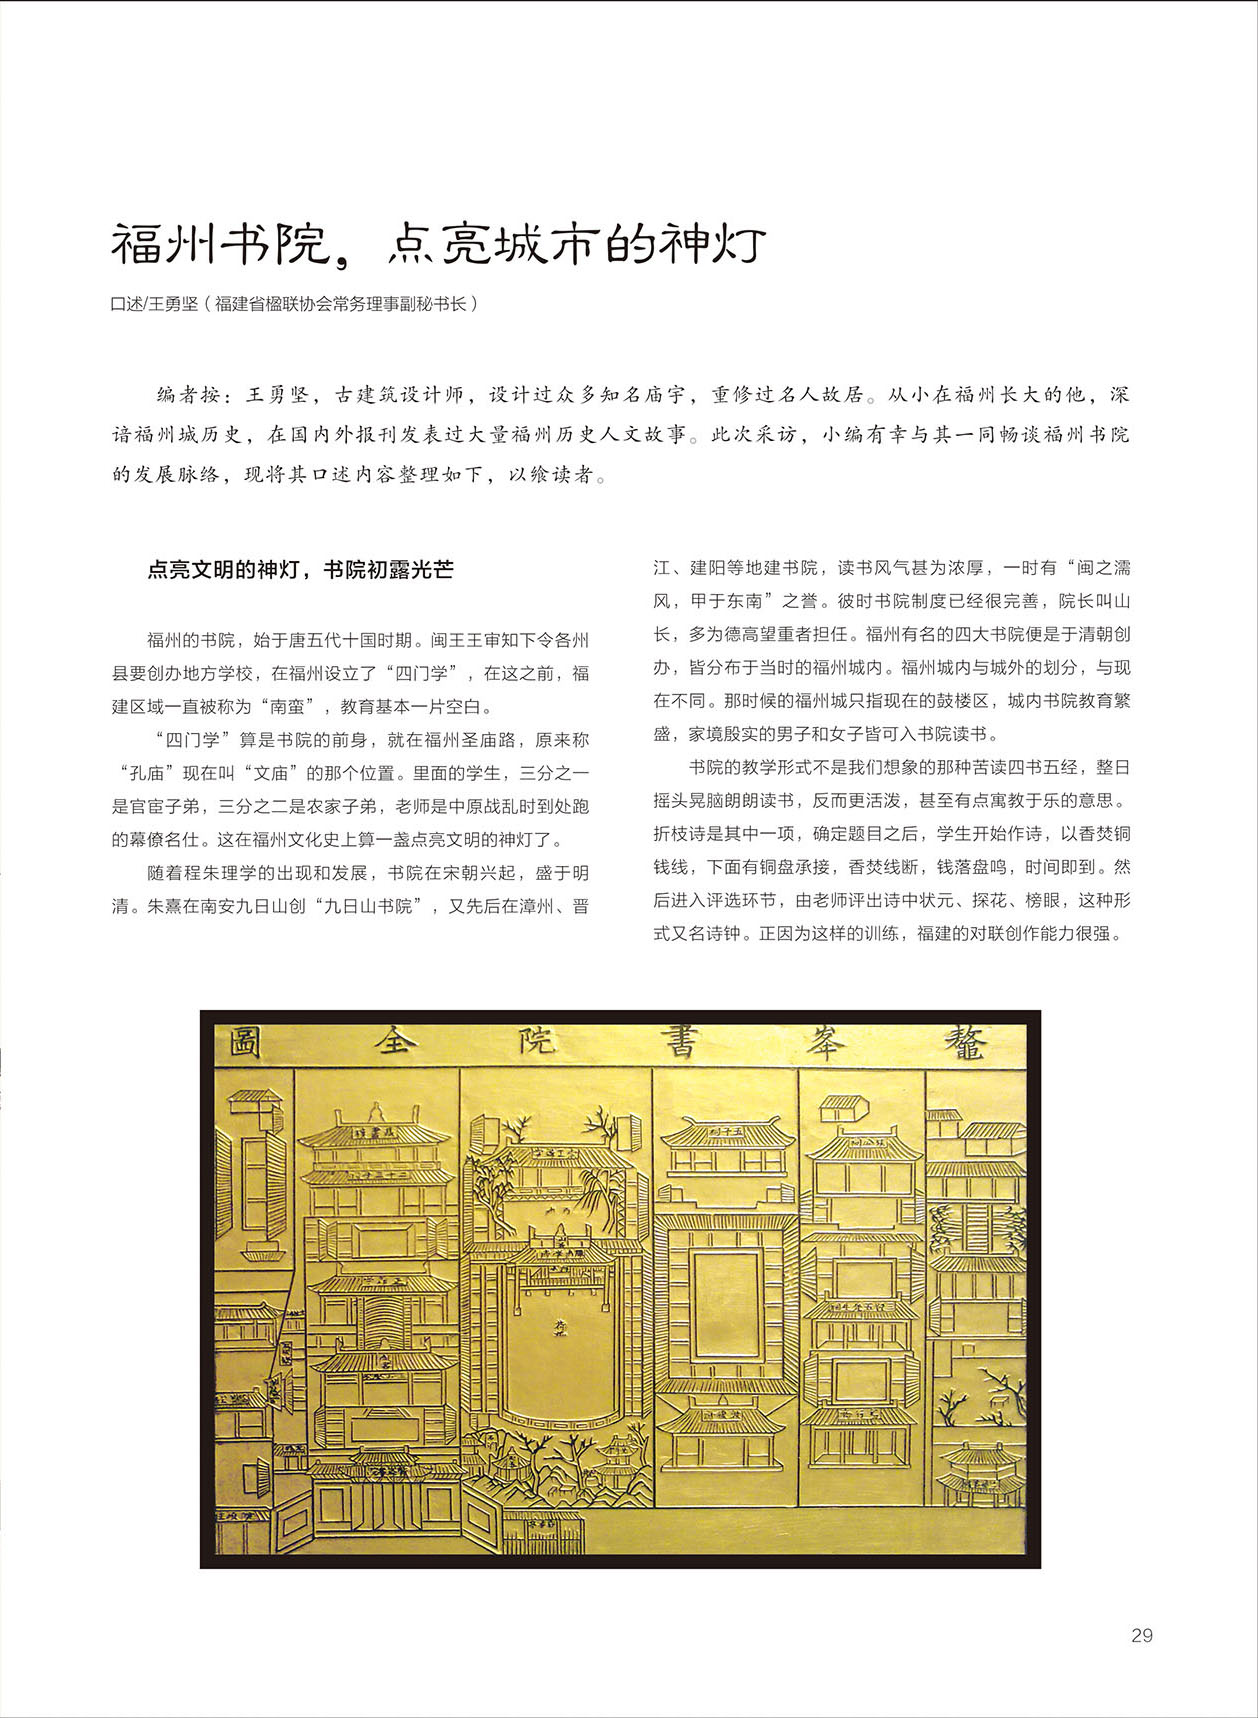 福州书院，点亮城市的神灯
口述/王勇坚（福建省楹联协会常务理事副秘书长）
编者按：王勇坚，古建筑设计师，设计过众多知名庙宇，重修过名人故居。从小在福州长大的他，深
谙福州城历史，在国内外报刊发表过大量福州历史人文故事。此次采访，小编有幸与其一同畅谈福州书院
的发展脉络，现将其口述内容整理如下，以飨读者。
点亮文明的神灯，书院初露光芒
福州的书院，始于唐五代十国时期。闽王王审知下令各州
县要创办地方学校，在福州设立了“四门学”，在这之前，福
建区域一直被称为“南蛮”，教育基本一片空白。
“四门学”算是书院的前身，就在福州圣庙路，原来称
“孔庙”现在叫“文庙”的那个位置。里面的学生，三分之一
是官宦子弟，三分之二是农家子弟，老师是中原战乱时到处跑
的幕僚名仕。这在福州文化史上算一盏点亮文明的神灯了。
随着程朱理学的出现和发展，书院在宋朝兴起，盛于明
清。朱熹在南安九日山创“九日山书院”，又先后在漳州、晋
江、建阳等地建书院，读书风气甚为浓厚，一时有“闽之濡
风，甲于东南”之誉。彼时书院制度已经很完善，院长叫山
长，多为德高望重者担任。福州有名的四大书院便是于清朝创
办，皆分布于当时的福州城内。福州城内与城外的划分，与现
在不同。那时候的福州城只指现在的鼓楼区，城内书院教育繁
盛，家境殷实的男子和女子皆可入书院读书。
书院的教学形式不是我们想象的那种苦读四书五经，整日
摇头晃脑朗朗读书，反而更活泼，甚至有点寓教于乐的意思。
折枝诗是其中一项，确定题目之后，学生开始作诗，以香焚铜
钱线，下面有铜盘承接，香焚线断，钱落盘鸣，时间即到。然
后进入评选环节，由老师评出诗中状元、探花、榜眼，这种形
式又名诗钟。正因为这样的训练，福建的对联创作能力很强。
鼇峯書院全圖
29